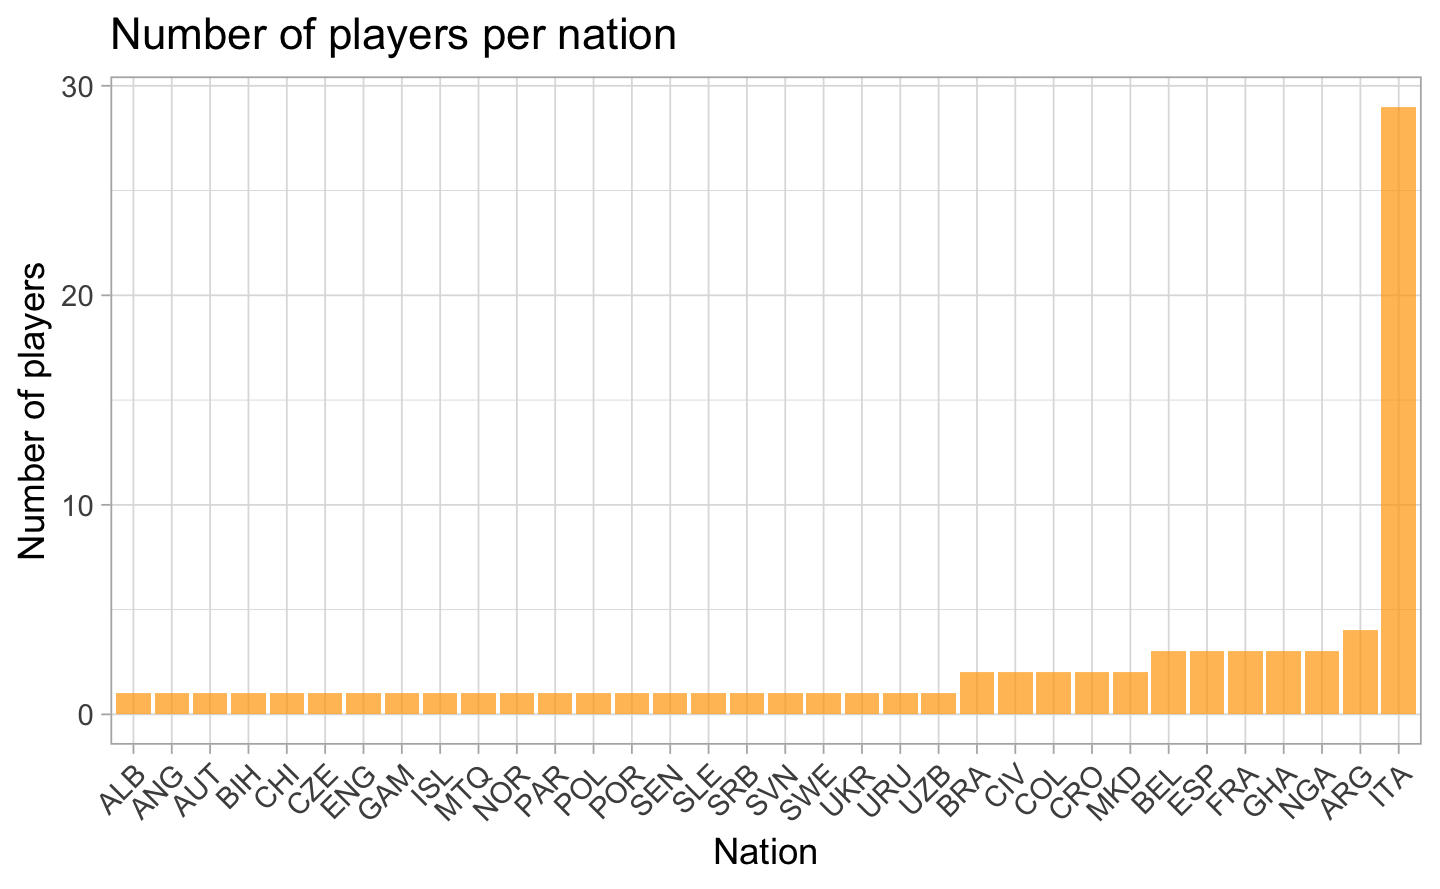 Number of players per nation
30
20
10
0
Number of players
ALB ANG AUT BIH CHI CZE ENG GAM ISL MTQ NOR PAR POL POR SEN SLE SRB SVN SWE UKR URU UZB BRA CIV COL CRO MKD BEL ESP FRA GHA NGA ARG ITA
Nation